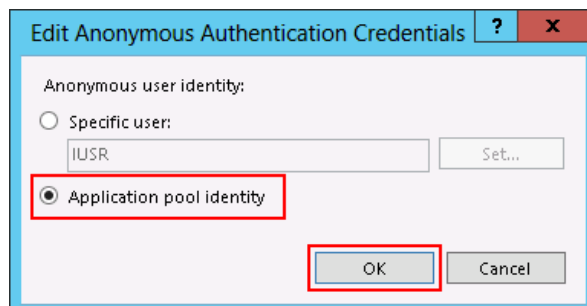 Edit Anonymous Authentication Credentials ? x
Anonymous user identity:
Specific user:
IUSR Set...
Application pool identity
OK Cancel